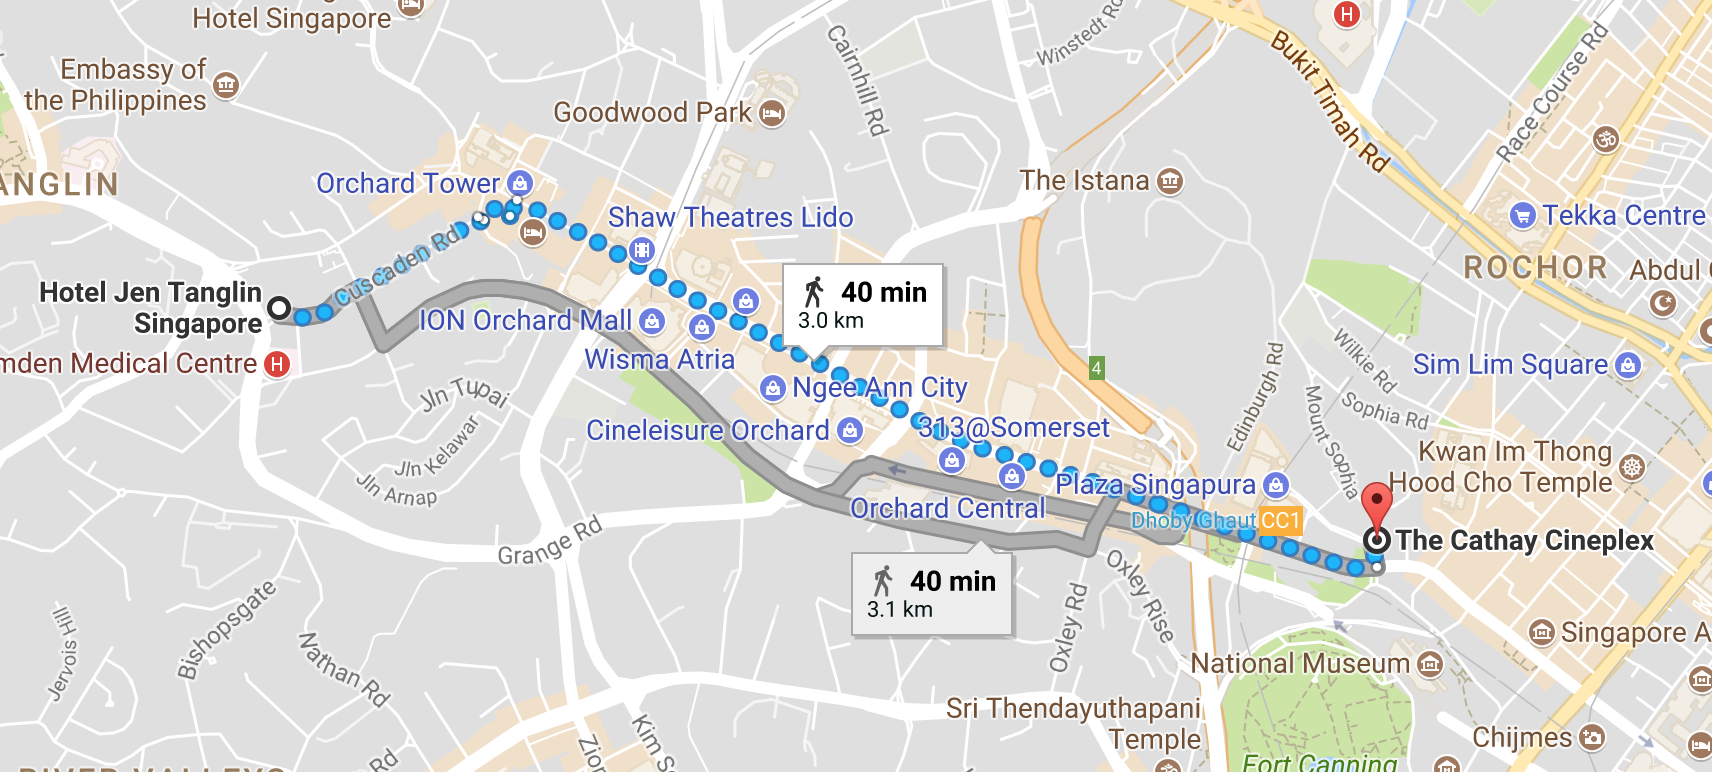 Hotel Singapore
Embassy of
the Philippines
Goodwood Park
Cairnhill Rd
Winstedt Rd
Bukit Timah Rd
Race Course Rd
ANGLIN
Orchard Tower
The Istana
Shaw Theatres Lido
Tekka Centre
Cuscaden Rd
ROCHOR
Abdul
Hotel Jen Tanglin
Singapore
40 min
3.0 km
ION Orchard Mall
mden Medical Centre
Wisma Atria
4
Wilkie Rd
Sim Lim Square
Jln Tupai
Ngee Ann City
Edinburgh Rd
Sophia Rd
Mount Sophia
Cineleisure Orchard
313@Somerset
Jln Kelawar
Kwan Im Thong
Hood Cho Temple
Jln Arnap
Plaza Singapura
Orchard Central
Dhoby Ghaut
CC1
Grange Rd
The Cathay Cineplex
40 min
3.1 km
Oxley Rd
Oxley Rise
Jervois Hill
Bishopsgate
Nathan Rd
Singapore A
National Museum
Sri Thendayuthapani
Temple
Kim S
Zion
Chijmes
Rd
RIVER VALLEYS
Fort Canning